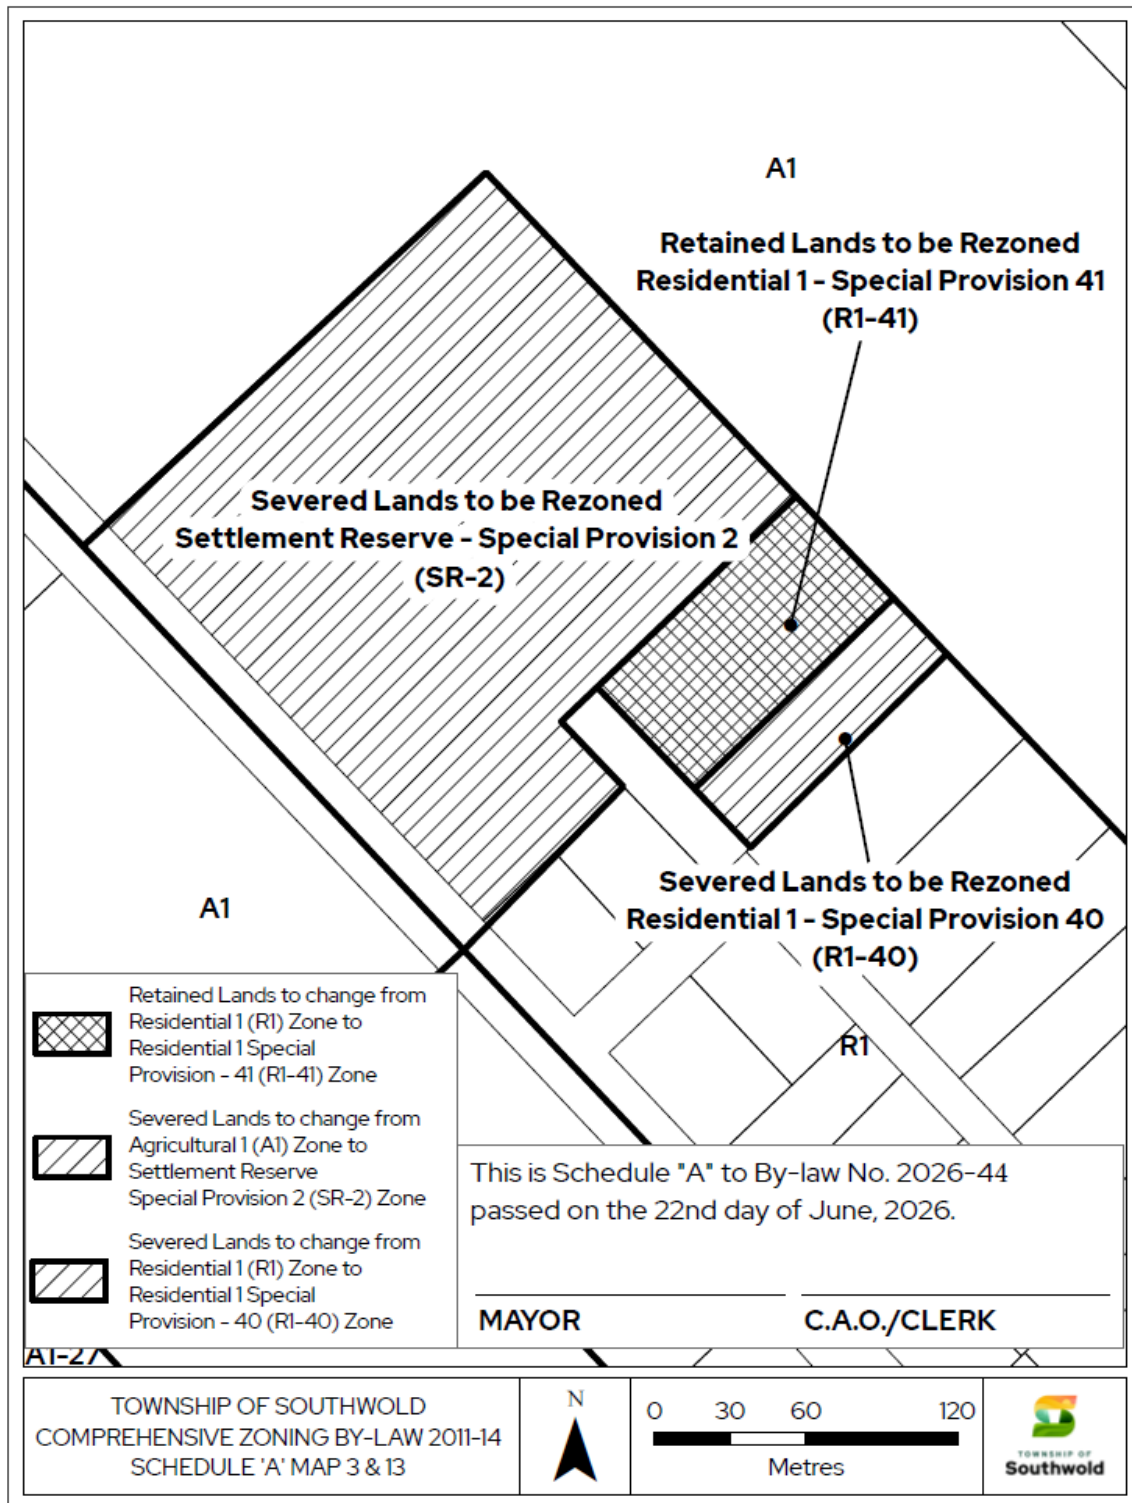 A1
Retained Lands to be Rezoned
Residential 1 - Special Provision 41
(R1-41)
Severed Lands to be Rezoned
Settlement Reserve - Special Provision 2
(SR-2)
Severed Lands to be Rezoned
Residential 1 - Special Provision 40
(R1-40)
A1
R1
Retained Lands to change from
Residential 1 (R1) Zone to
Residential 1 Special
Provision - 41 (R1-41) Zone
Severed Lands to change from
Agricultural 1 (A1) Zone to
Settlement Reserve
Special Provision 2 (SR-2) Zone
Severed Lands to change from
Residential 1 (R1) Zone to
Residential 1 Special
Provision - 40 (R1-40) Zone
This is Schedule "A" to By-law No. 2026-44
passed on the 22nd day of June, 2026.
MAYOR
C.A.O./CLERK
A1-27
TOWNSHIP OF SOUTHWOLD
COMPREHENSIVE ZONING BY-LAW 2011-14
SCHEDULE 'A' MAP 3 & 13
N
0 30 60 120
Metres
TOWNSHIP OF
Southwold